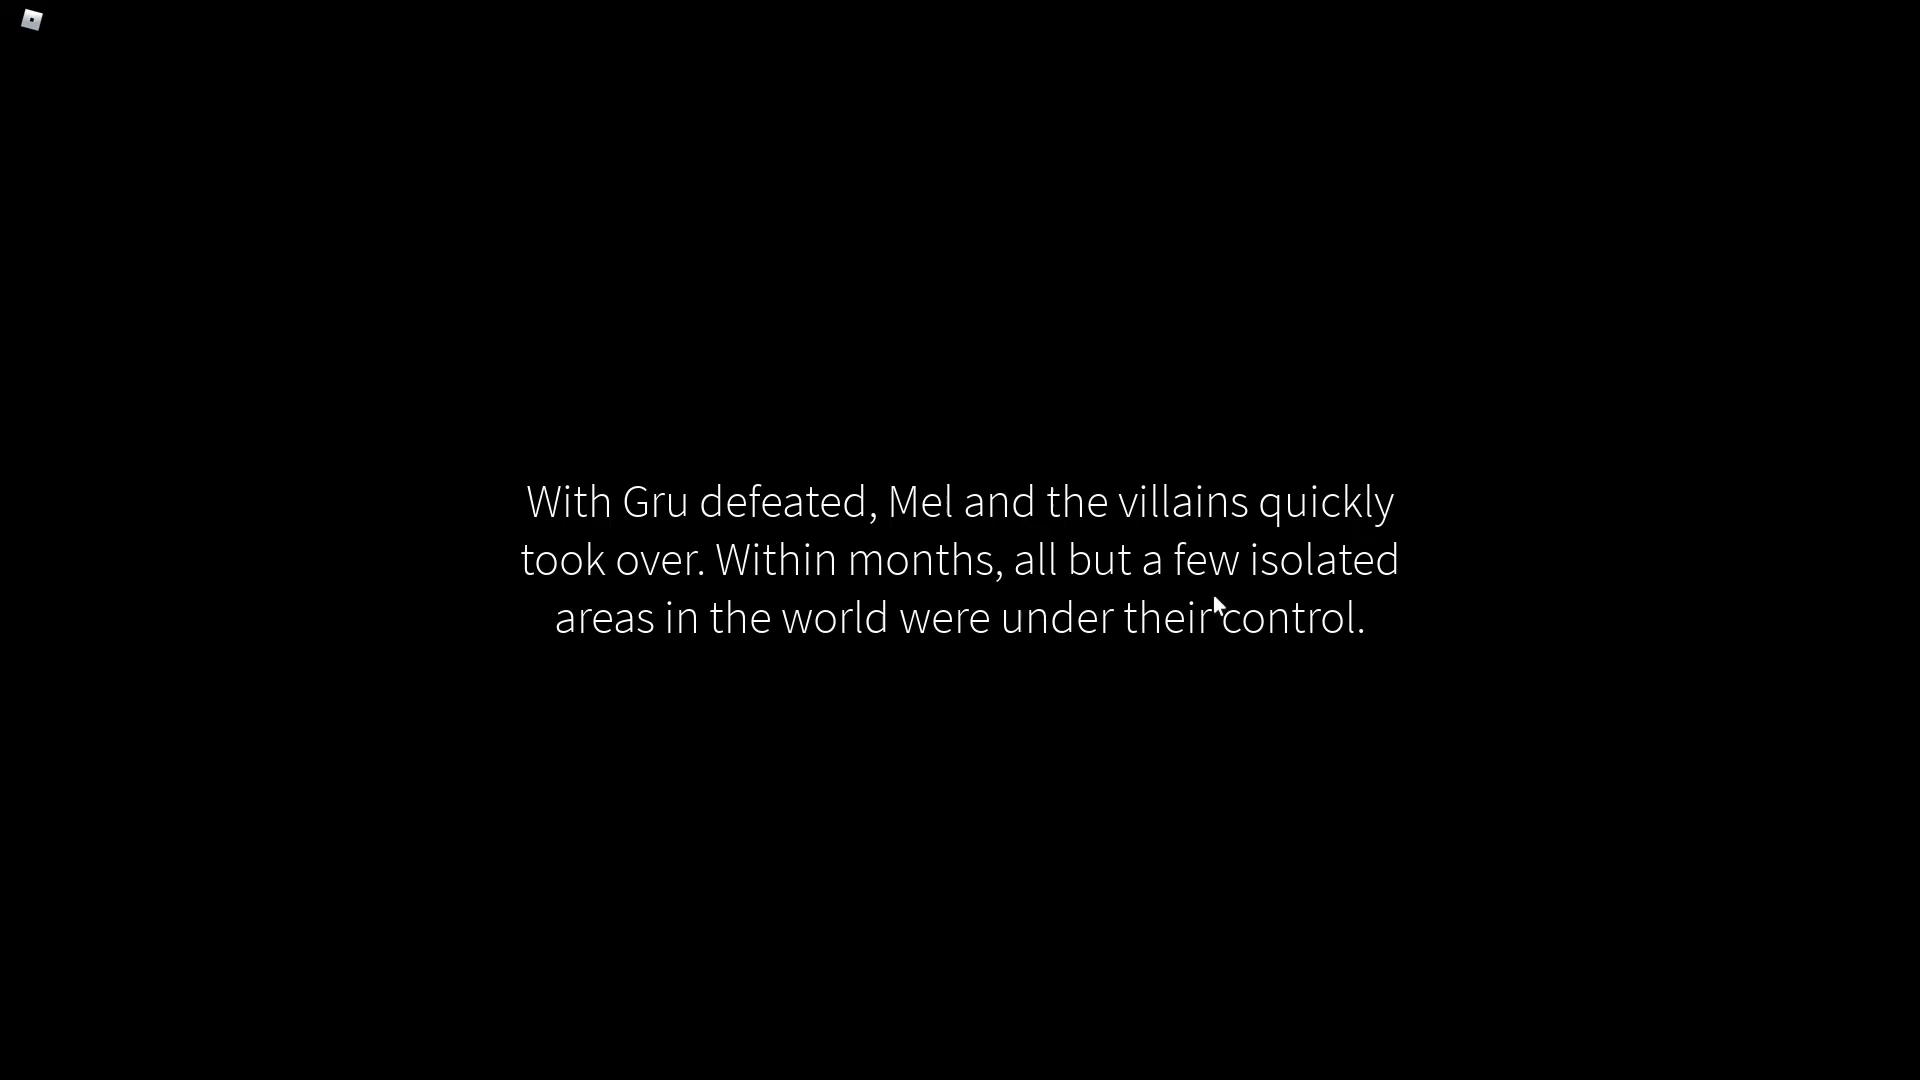 With Gru defeated, Mel and the villains quickly
took over. Within months, all but a few isolated
areas in the world were under their control.